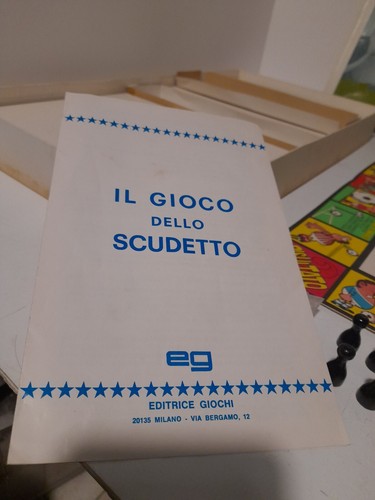 IL GIOCO
DELLO
SCUDETTO
eg
EDITRICE GIOCHI
20135 MILANO - VIA BERGAMO, 12